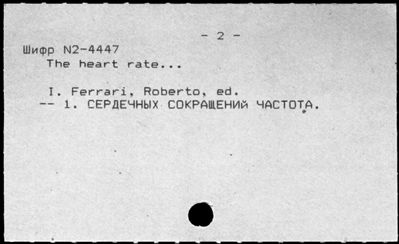 - 2 -
Шифр N2-4447
The heart rate...
I. Ferrari, Roberto, ed.
-- 1. СЕРДЕЧНЫХ СОКРАЩЕНИЙ ЧАСТОТА.